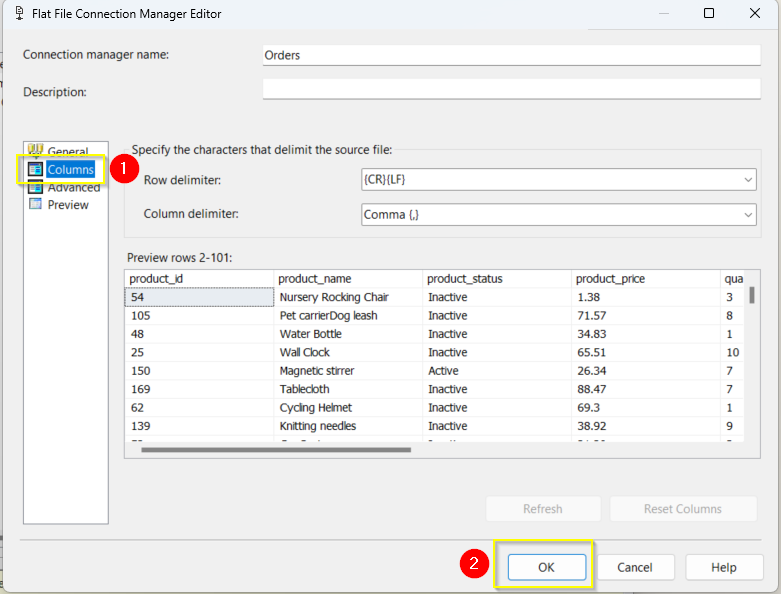 Flat File Connection Manager Editor
Connection manager name: Orders
Description:
General
Columns
Advanced
Preview
1
Specify the characters that delimit the source file:
Row delimiter: {CR}{LF}
Column delimiter: Comma {,}
Preview rows 2-101:
product_id product_name product_status product_price qua
54 Nursery Rocking Chair Inactive 1.38 3
105 Pet carrierDog leash Inactive 71.57 8
48 Water Bottle Inactive 34.83 1
25 Wall Clock Inactive 65.51 10
150 Magnetic stirrer Active 26.34 7
169 Tablecloth Inactive 88.47 7
62 Cycling Helmet Inactive 69.3 1
139 Knitting needles Inactive 38.92 9
Refresh Reset Columns
2
OK Cancel Help